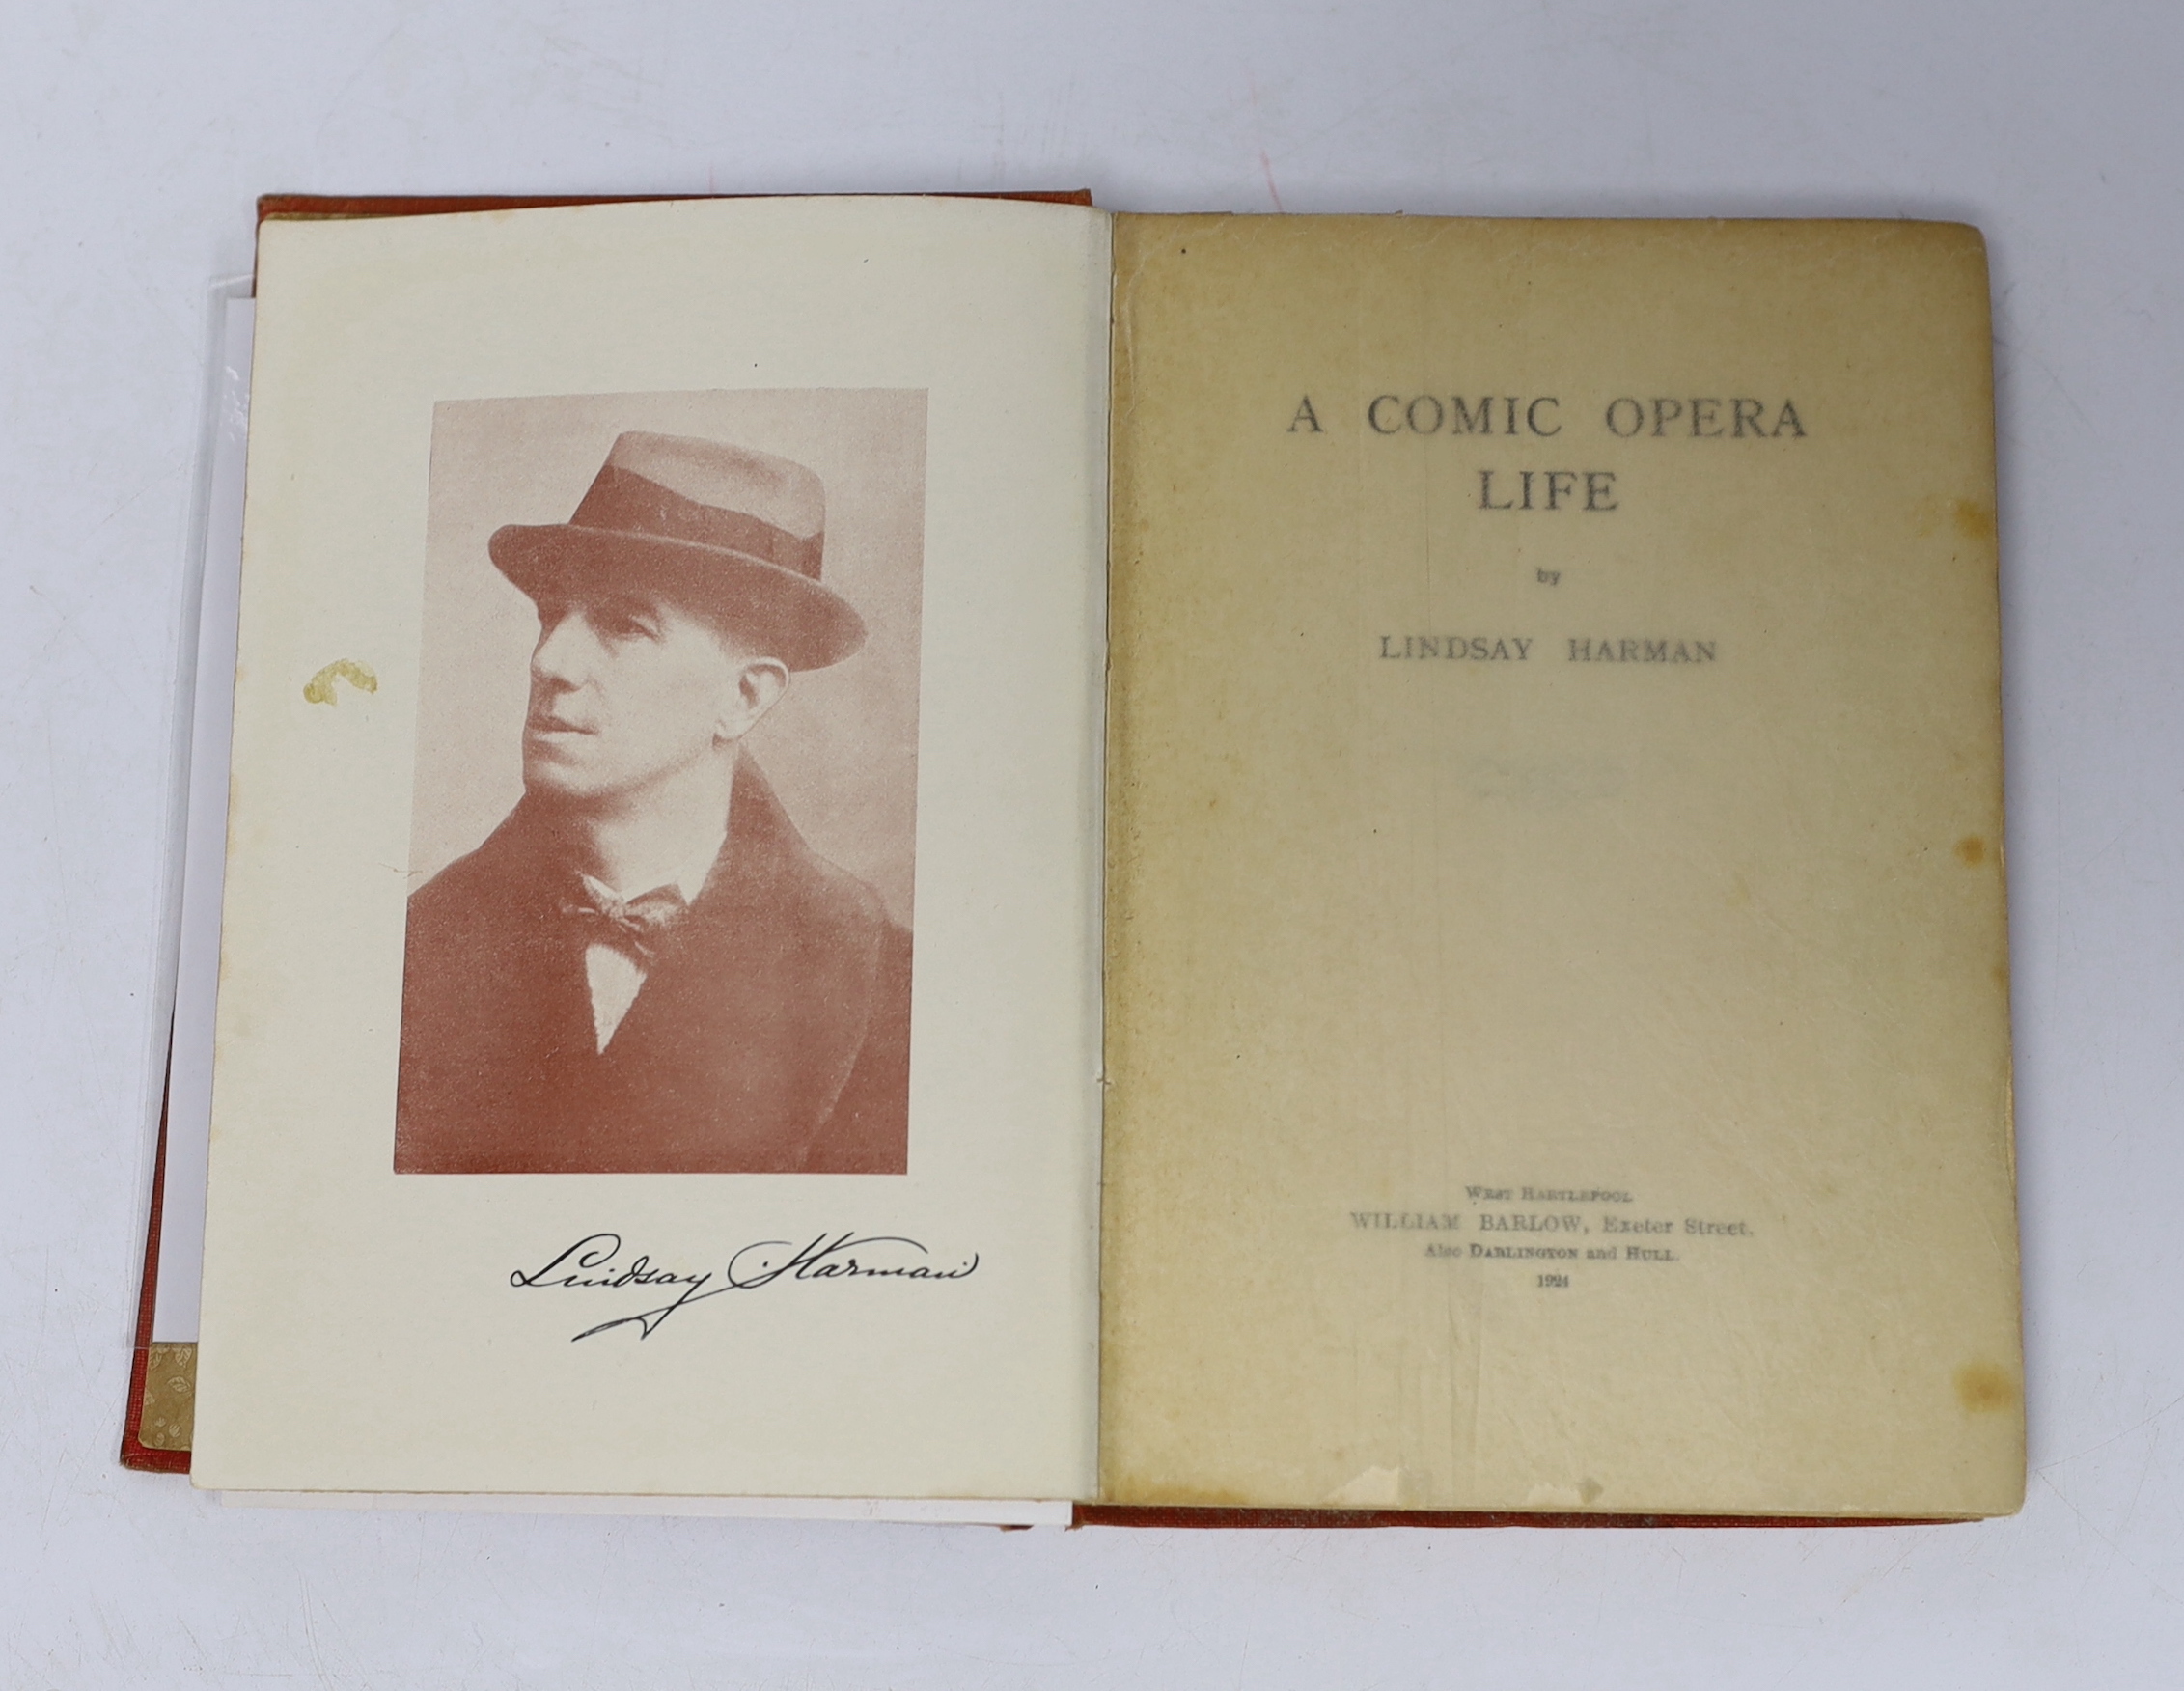 Lindsay Harman
A COMIC OPERA
LIFE
by
LINDSAY HARMAN
WEST HARTLEPOOL
WILLIAM BARLOW, Exeter Street.
Also DARLINGTON and HULL.
1924